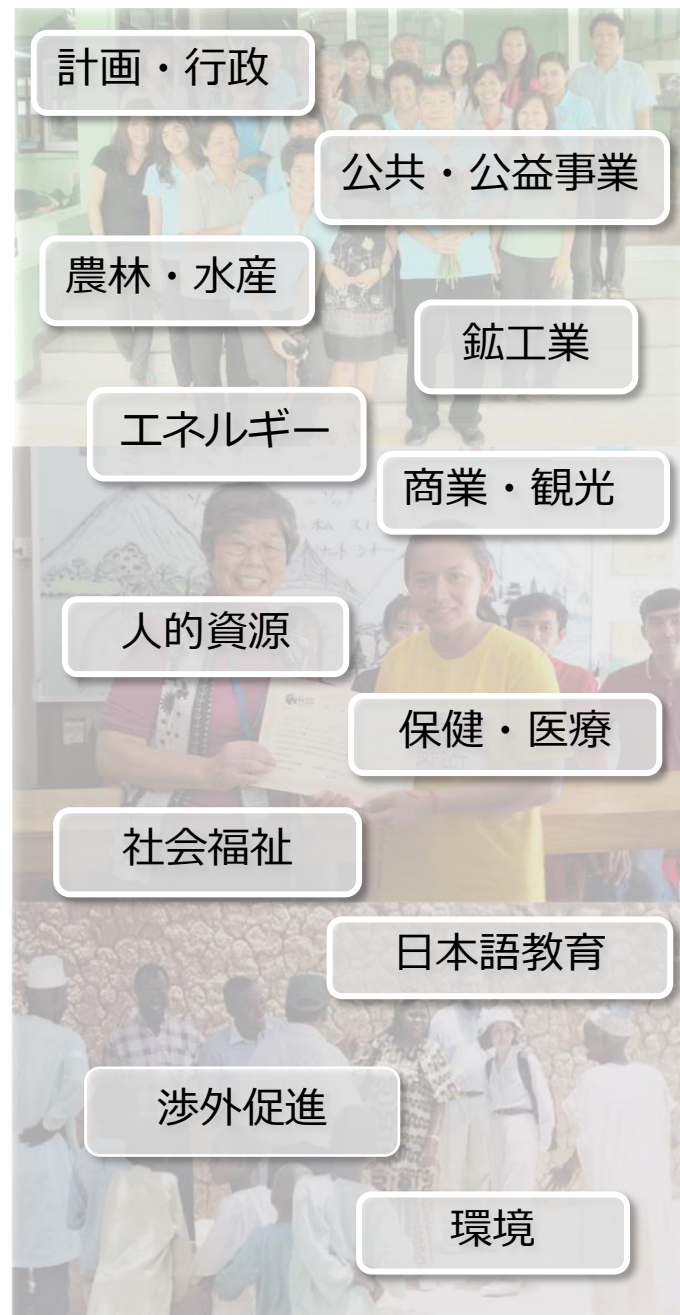 計画・行政
公共・公益事業
農林・水産
鉱工業
エネルギー
商業・観光
人的資源
保健・医療
社会福祉
日本語教育
渉外促進
環境